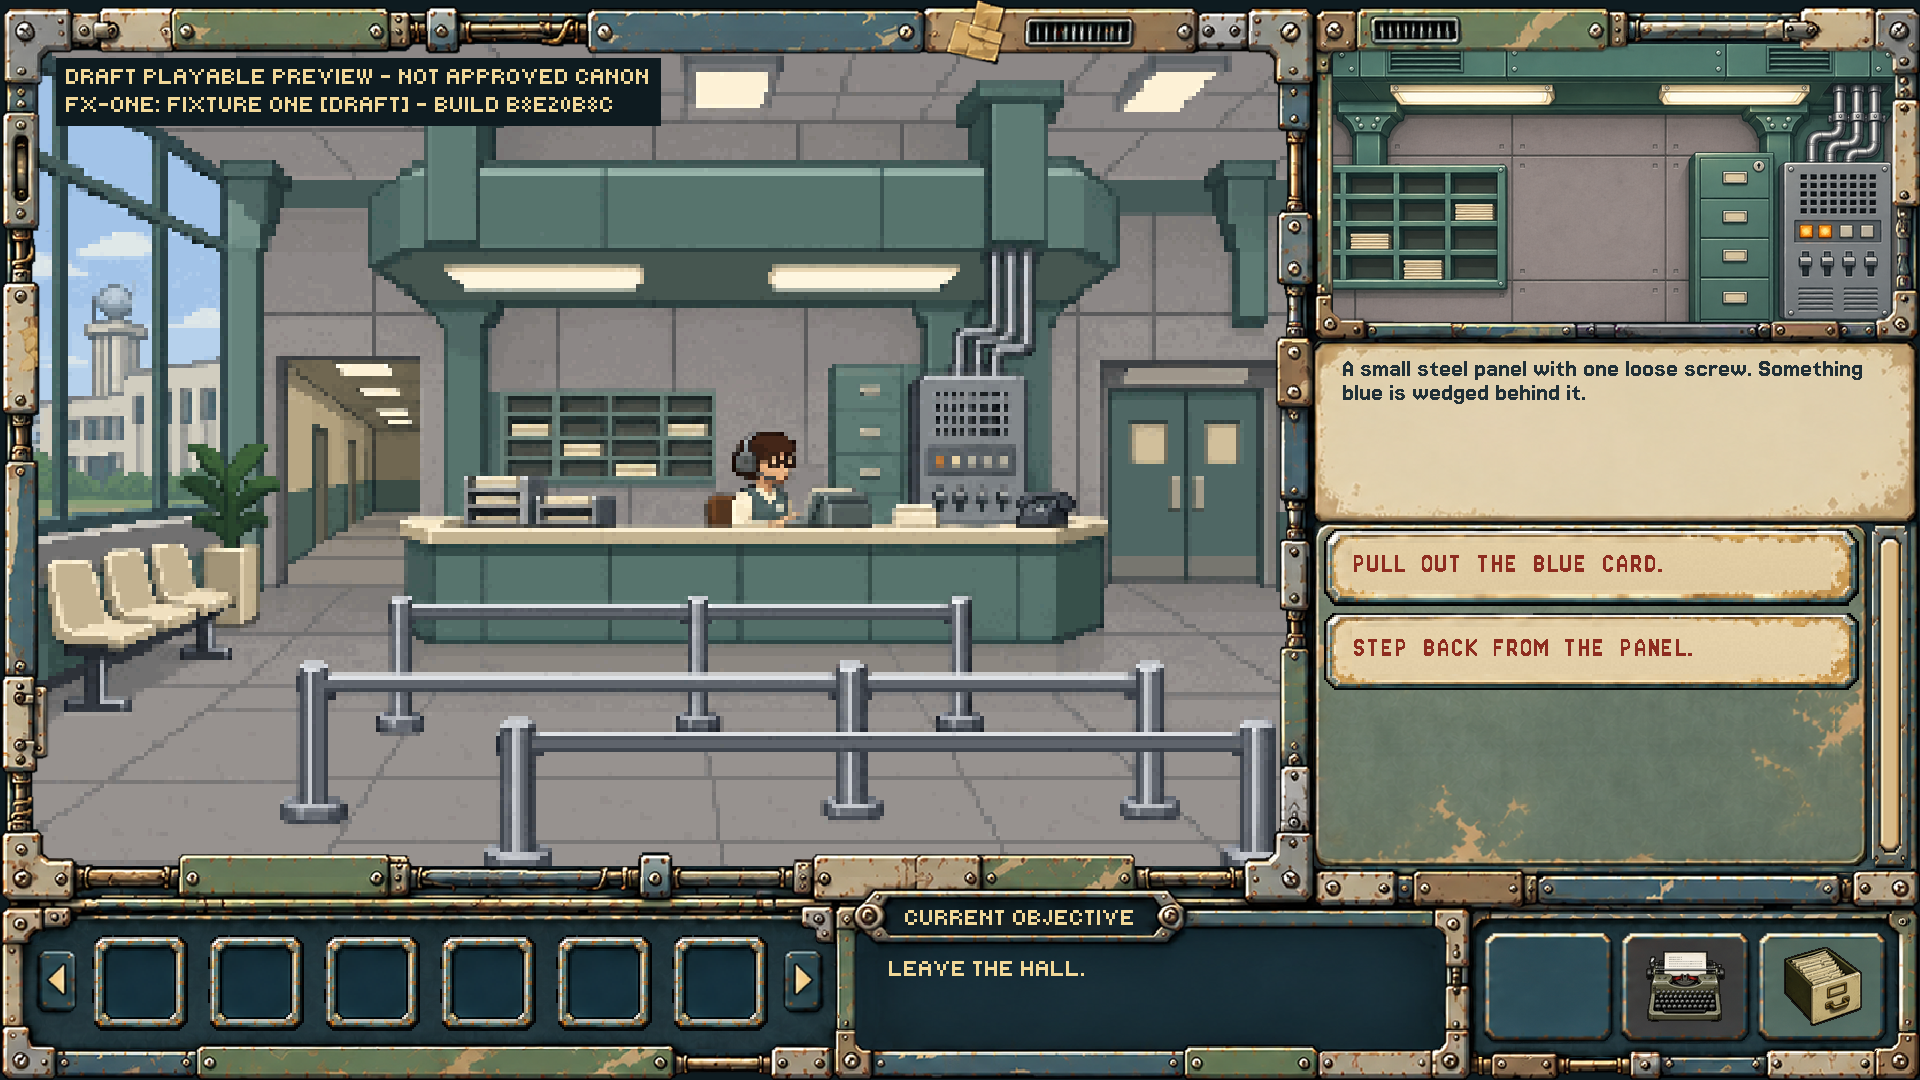 DRAFT PLAYABLE PREVIEW - NOT APPROVED CANON
FX-ONE: FIXTURE ONE [DRAFT] - BUILD B8E20B8C
A small steel panel with one loose screw. Something
blue is wedged behind it.
PULL OUT THE BLUE CARD.
STEP BACK FROM THE PANEL.
CURRENT OBJECTIVE
LEAVE THE HALL.